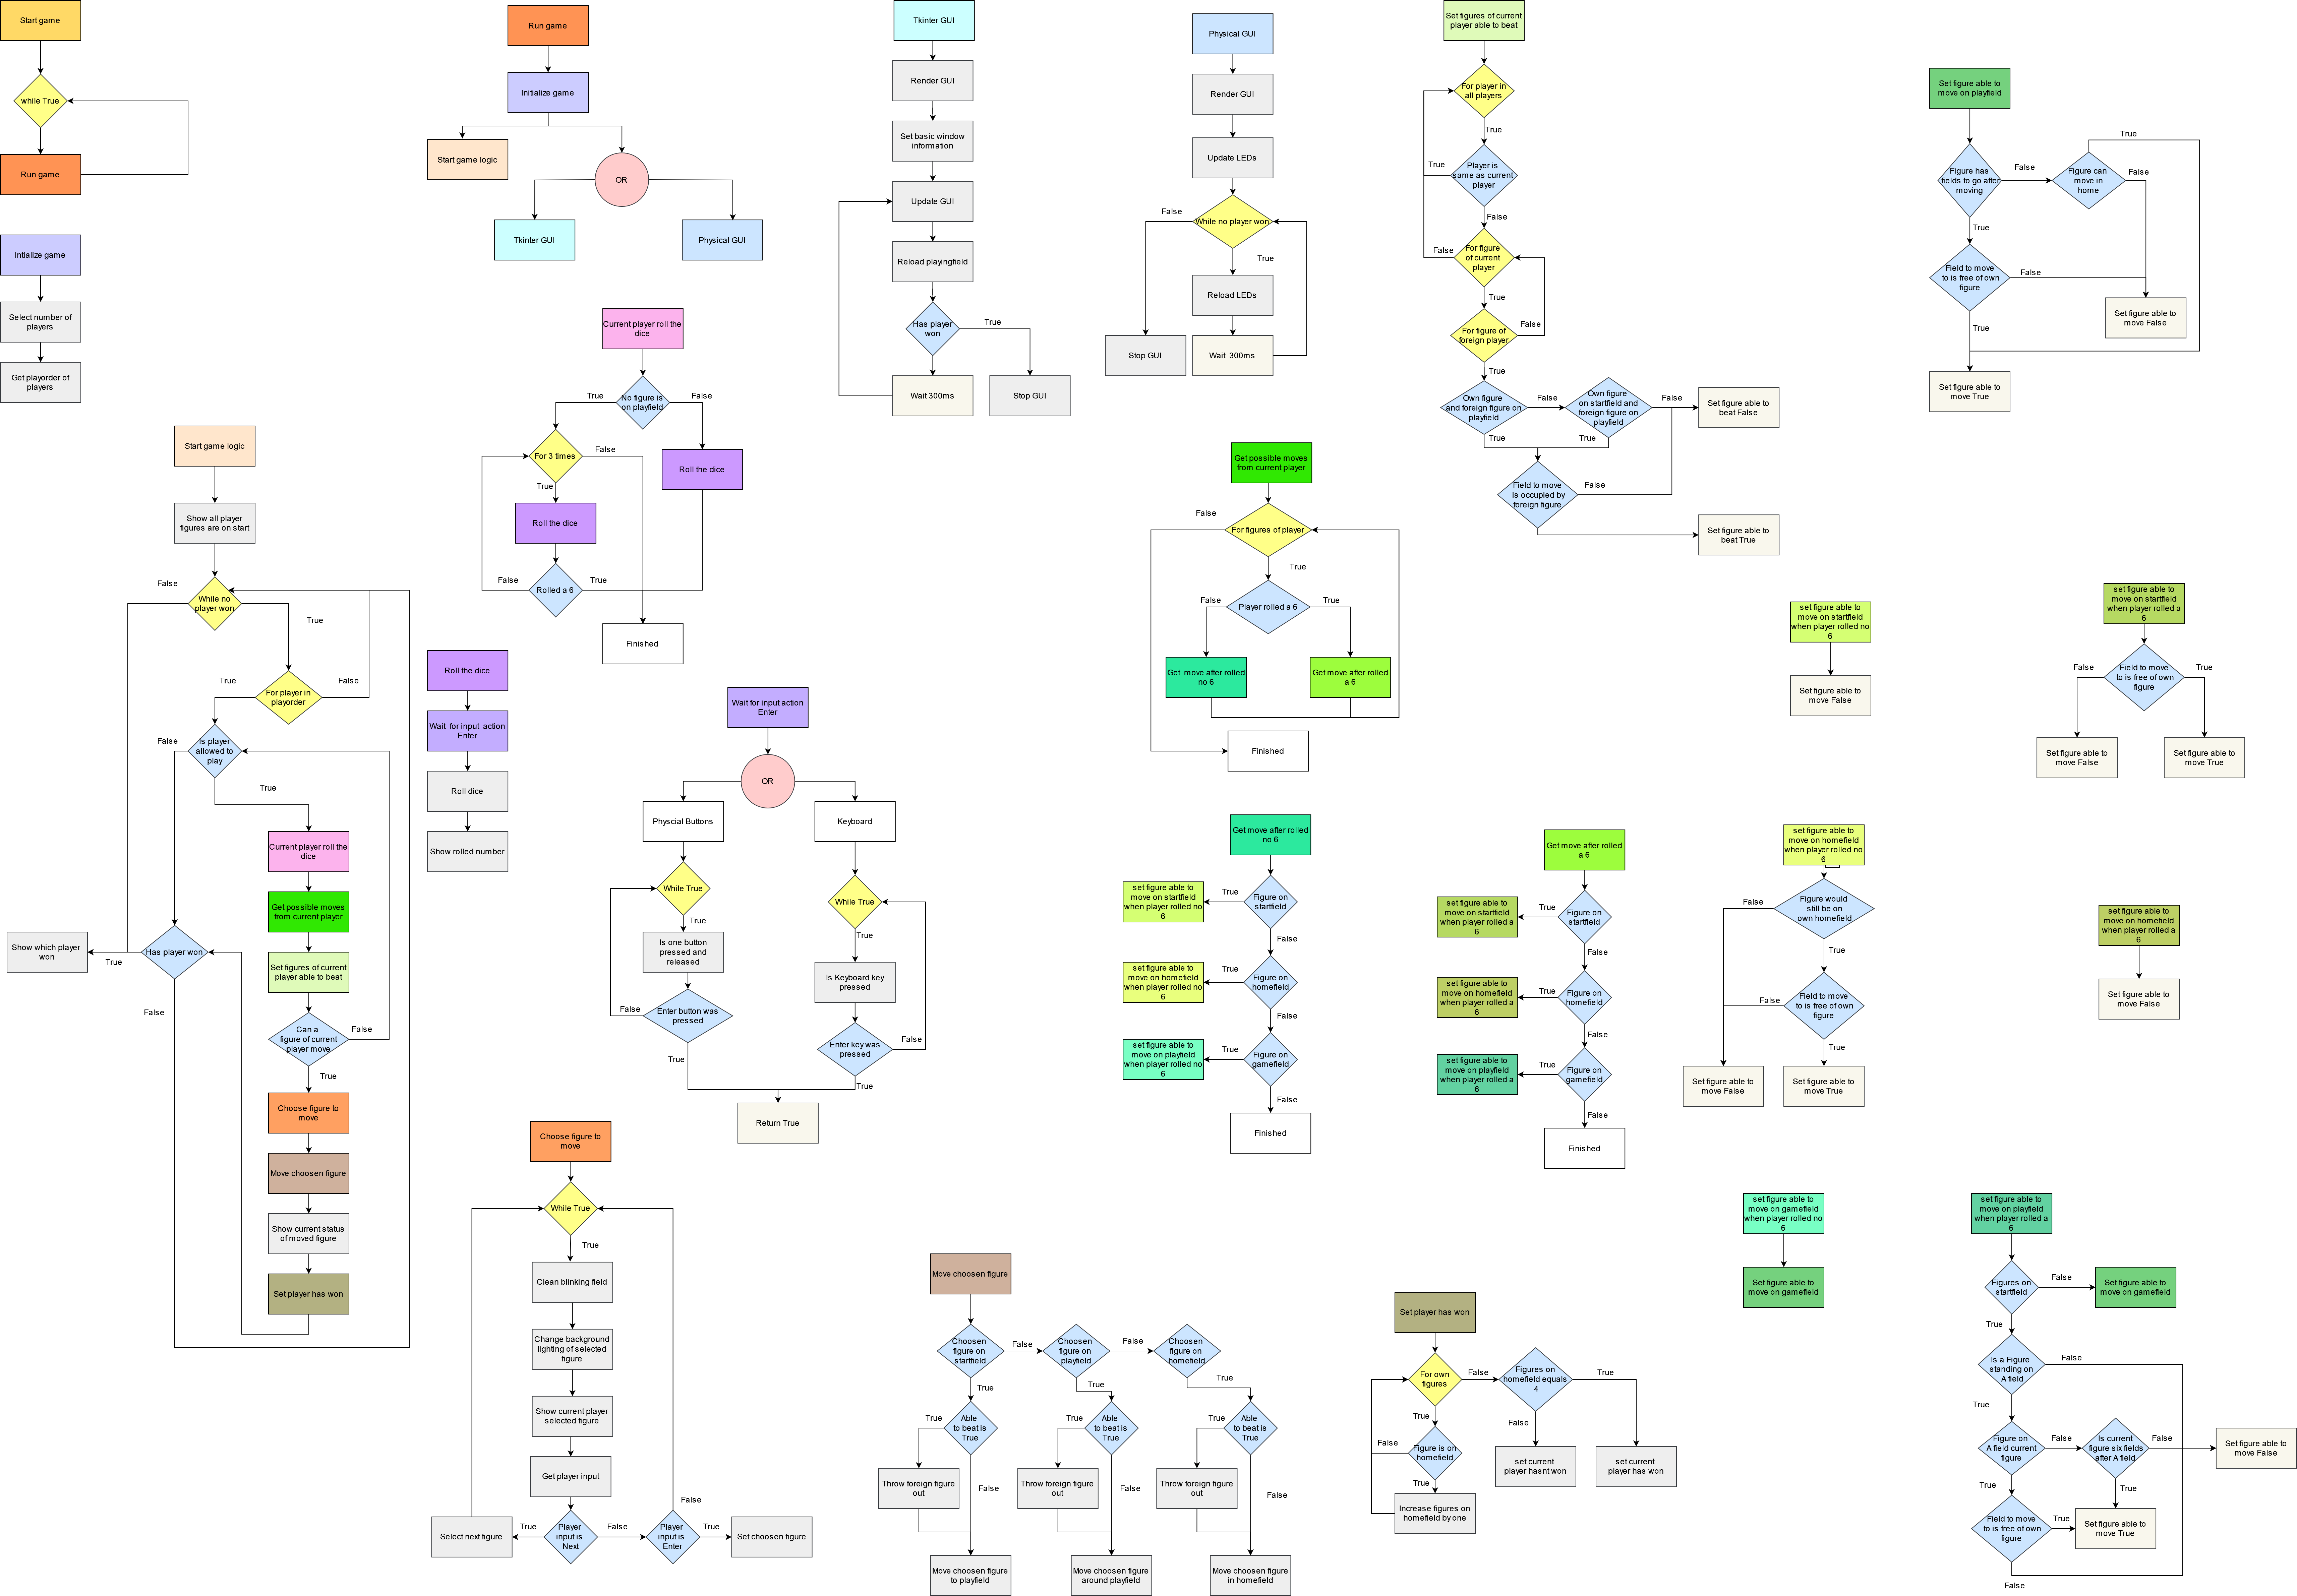 Start game
while True
Run game
Intialize game
Select number of
players
Get playorder of
players
Run game
Initialize game
Start game logic
OR
Tkinter GUI
Physical GUI
Tkinter GUI
Render GUI
Set basic window
information
Update GUI
Reload playingfield
Has player
won
True
Wait 300ms
Stop GUI
Physical GUI
Render GUI
Update LEDs
While no player won
False
True
Reload LEDs
Stop GUI
Wait 300ms
Set figures of current
player able to beat
For player in
all players
True
Player is
same as current
player
True
False
For figure
of current
player
False
True
For figure of
foreign player
False
True
Own figure
and foreign figure on
playfield
False
Own figure
on startfield and
foreign figure on
playfield
False
Set figure able to
beat False
True
True
Field to move
is occupied by
foreign figure
False
Set figure able to
beat True
Set figure able to
move on playfield
Figure has
fields to go after
moving
False
Figure can
move in
home
True
False
True
Field to move
to is free of own
figure
False
Set figure able to
move False
True
Set figure able to
move True
Current player roll the
dice
No figure is
on playfield
True
False
For 3 times
False
True
Roll the dice
Roll the dice
Rolled a 6
False
True
Finished
Start game logic
Show all player
figures are on start
While no
player won
False
True
For player in
playorder
True
False
Is player
allowed to
play
False
True
Current player roll the
dice
Get possible moves
from current player
Set figures of current
player able to beat
Can a
figure of current
player move
False
True
Choose figure to
move
Move choosen figure
Show current status
of moved figure
Set player has won
Has player won
True
False
Show which player
won
Roll the dice
Wait for input action
Enter
Roll dice
Show rolled number
Wait for input action
Enter
OR
Physcial Buttons
Keyboard
While True
True
Is one button
pressed and
released
Enter button was
pressed
False
True
While True
True
Is Keyboard key
pressed
Enter key was
pressed
False
True
Return True
Get possible moves
from current player
For figures of player
False
True
Player rolled a 6
False
True
Get move after rolled
no 6
Get move after rolled
a 6
Finished
set figure able to
move on startfield
when player rolled no
6
Set figure able to
move False
set figure able to
move on startfield
when player rolled a
6
Field to move
to is free of own
figure
False
True
Set figure able to
move False
Set figure able to
move True
Get move after rolled
no 6
Figure on
startfield
True
set figure able to
move on startfield
when player rolled no
6
False
Figure on
homefield
True
set figure able to
move on homefield
when player rolled no
6
False
Figure on
gamefield
True
set figure able to
move on playfield
when player rolled no
6
False
Finished
Get move after rolled
a 6
Figure on
startfield
True
set figure able to
move on startfield
when player rolled a
6
False
Figure on
homefield
True
set figure able to
move on homefield
when player rolled a
6
False
Figure on
gamefield
True
set figure able to
move on playfield
when player rolled a
6
False
Finished
set figure able to
move on homefield
when player rolled no
6
Figure would
still be on
own homefield
False
True
Field to move
to is free of own
figure
False
True
Set figure able to
move False
Set figure able to
move True
set figure able to
move on homefield
when player rolled a
6
Set figure able to
move False
Choose figure to
move
While True
True
Clean blinking field
Change background
lighting of selected
figure
Show current player
selected figure
Get player input
Player
input is
Next
True
Select next figure
False
Player
input is
Enter
False
True
Set choosen figure
Move choosen figure
Choosen
figure on
startfield
False
Choosen
figure on
playfield
False
Choosen
figure on
homefield
True
True
True
Able
to beat is
True
True
False
Throw foreign figure
out
Move choosen figure
to playfield
Able
to beat is
True
True
False
Throw foreign figure
out
Move choosen figure
around playfield
Able
to beat is
True
True
False
Throw foreign figure
out
Move choosen figure
in homefield
Set player has won
For own
figures
False
Figures on
homefield equals
4
True
True
False
Figure is on
homefield
False
True
Increase figures on
homefield by one
set current
player hasnt won
set current
player has won
set figure able to
move on gamefield
when player rolled no
6
Set figure able to
move on gamefield
set figure able to
move on playfield
when player rolled a
6
Figures on
startfield
False
Set figure able to
move on gamefield
True
Is a Figure
standing on
A field
False
True
Figure on
A field current
figure
False
is current
figure six fields
after A field
False
Set figure able to
move False
True
True
Field to move
to is free of own
figure
True
Set figure able to
move True
False